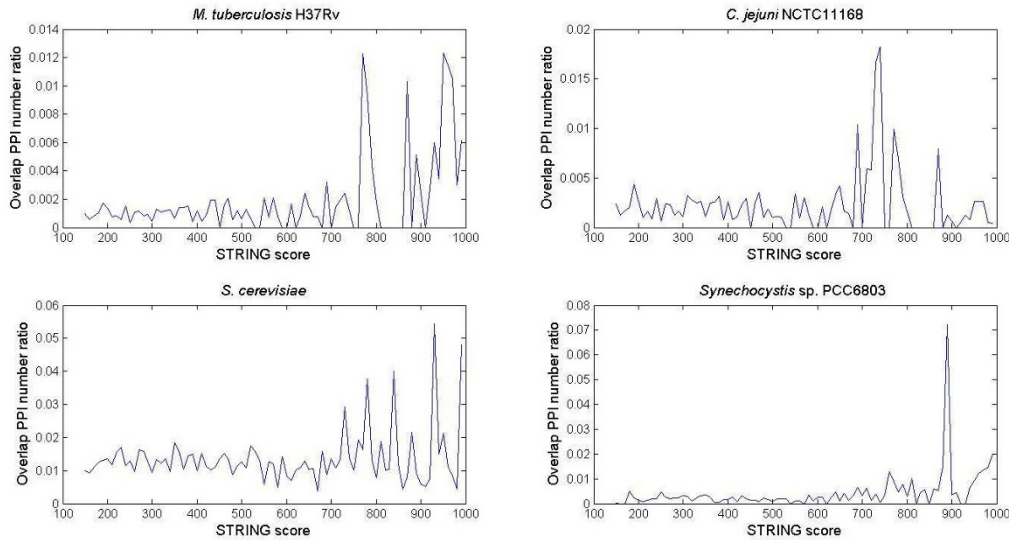 M. tuberculosis H37Rv
0.014
0.012
0.01
0.008
0.006
0.004
0.002
0
Overlap PPI number ratio
100 200 300 400 500 600 700 800 900 1000
STRING score
C. jejuni NCTC11168
0.02
0.015
0.01
0.005
0
Overlap PPI number ratio
100 200 300 400 500 600 700 800 900 1000
STRING score
S. cerevisiae
0.06
0.05
0.04
0.03
0.02
0.01
0
Overlap PPI number ratio
100 200 300 400 500 600 700 800 900 1000
STRING score
Synechocystis sp. PCC6803
0.08
0.07
0.06
0.05
0.04
0.03
0.02
0.01
0
Overlap PPI number ratio
100 200 300 400 500 600 700 800 900 1000
STRING score